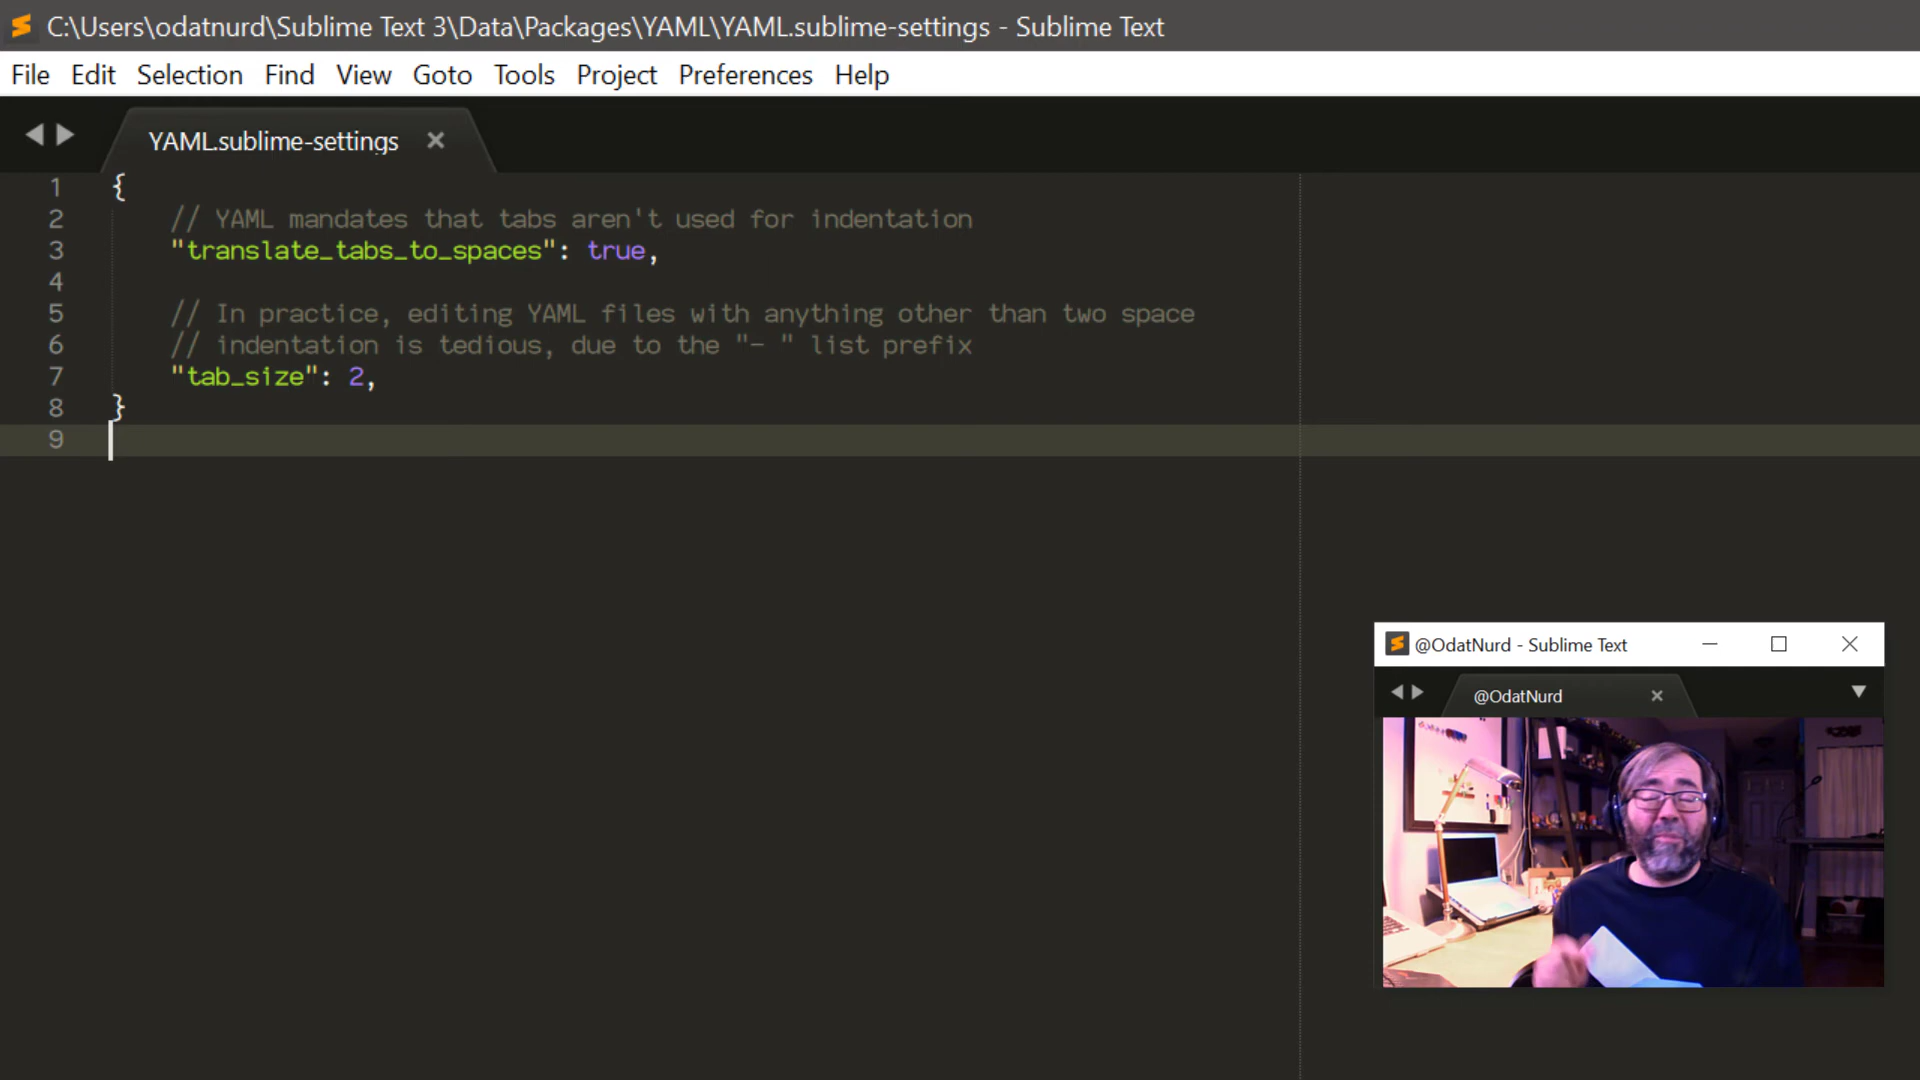 C:\Users\odatnurd\Sublime Text 3\Data\Packages\YAML\YAML.sublime-settings - Sublime Text
File Edit Selection Find View Goto Tools Project Preferences Help
YAML.sublime-settings
1 {
2 // YAML mandates that tabs aren't used for indentation
3 "translate_tabs_to_spaces": true,
4
5 // In practice, editing YAML files with anything other than two space
6 // indentation is tedious, due to the "- " list prefix
7 "tab_size": 2,
8 }
9
@OdatNurd - Sublime Text
@OdatNurd